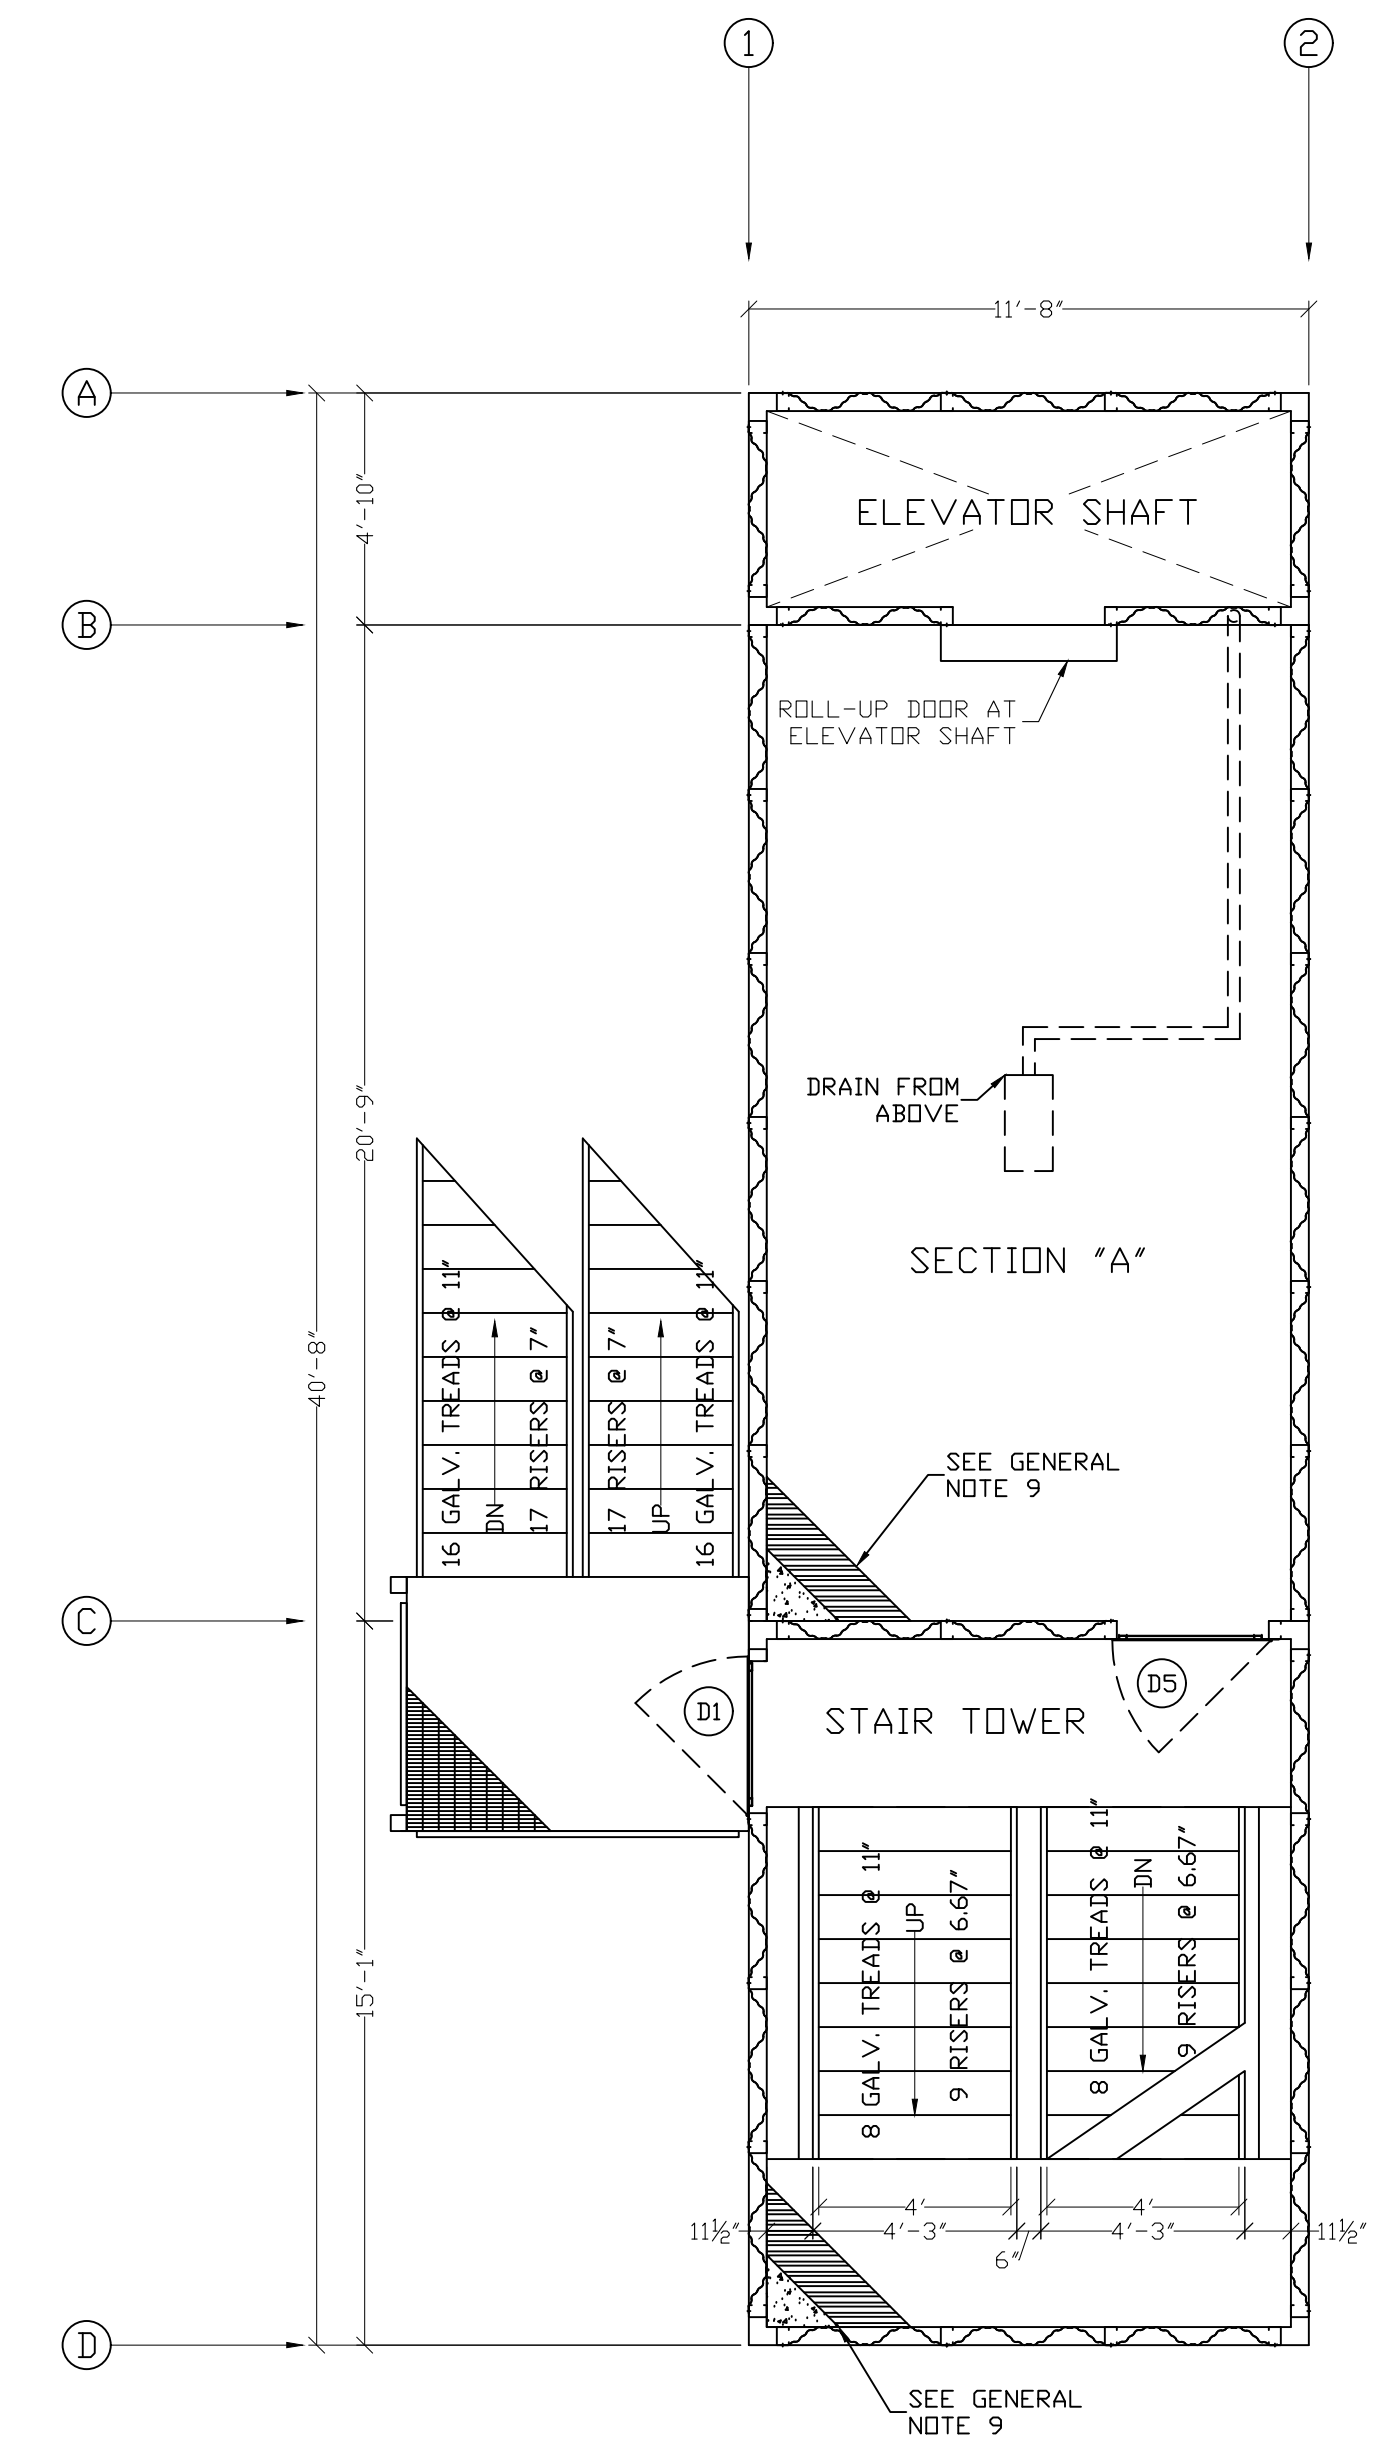 1
2
11'-8"
A
4'-10"
ELEVATOR SHAFT
B
ROLL-UP DOOR AT
ELEVATOR SHAFT
DRAIN FROM
ABOVE
20'-9"
SECTION "A"
40'-8"
16 GALV. TREADS @ 11"
DN
17 RISERS @ 7"
17 RISERS @ 7"
UP
16 GALV. TREADS @ 11"
SEE GENERAL
NOTE 9
C
D1
D5
STAIR TOWER
15'-1"
8 GALV. TREADS @ 11"
UP
9 RISERS @ 6.67"
8 GALV. TREADS @ 11"
DN
9 RISERS @ 6.67"
4'
4'
11½"
4'-3"
6"
4'-3"
11½"
D
SEE GENERAL
NOTE 9